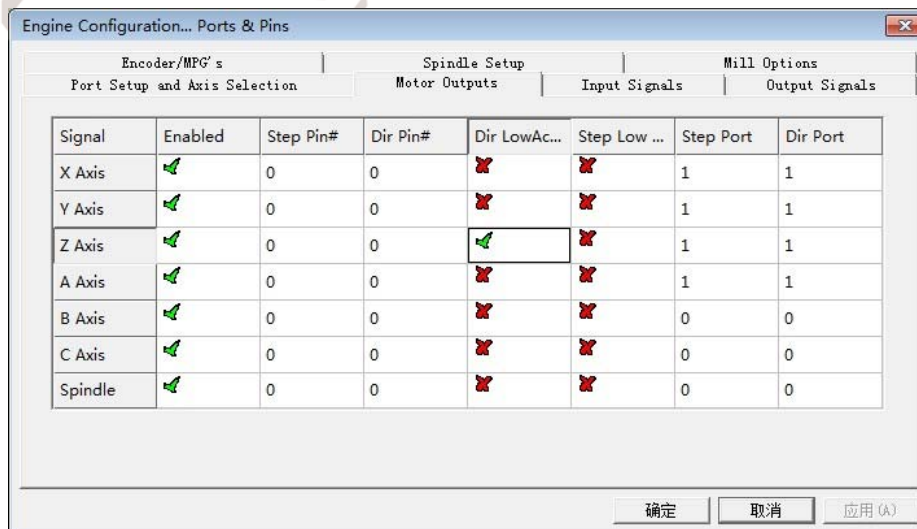 Engine Configuration... Ports & Pins
Encoder/MPG's Spindle Setup Mill Options
Port Setup and Axis Selection Motor Outputs Input Signals Output Signals
Signal Enabled Step Pin# Dir Pin# Dir LowAc... Step Low ... Step Port Dir Port
X Axis 0 0 1 1
Y Axis 0 0 1 1
Z Axis 0 0 1 1
A Axis 0 0 1 1
B Axis 0 0 0 0
C Axis 0 0 0 0
Spindle 0 0 0 0
确定 取消 应用(A)